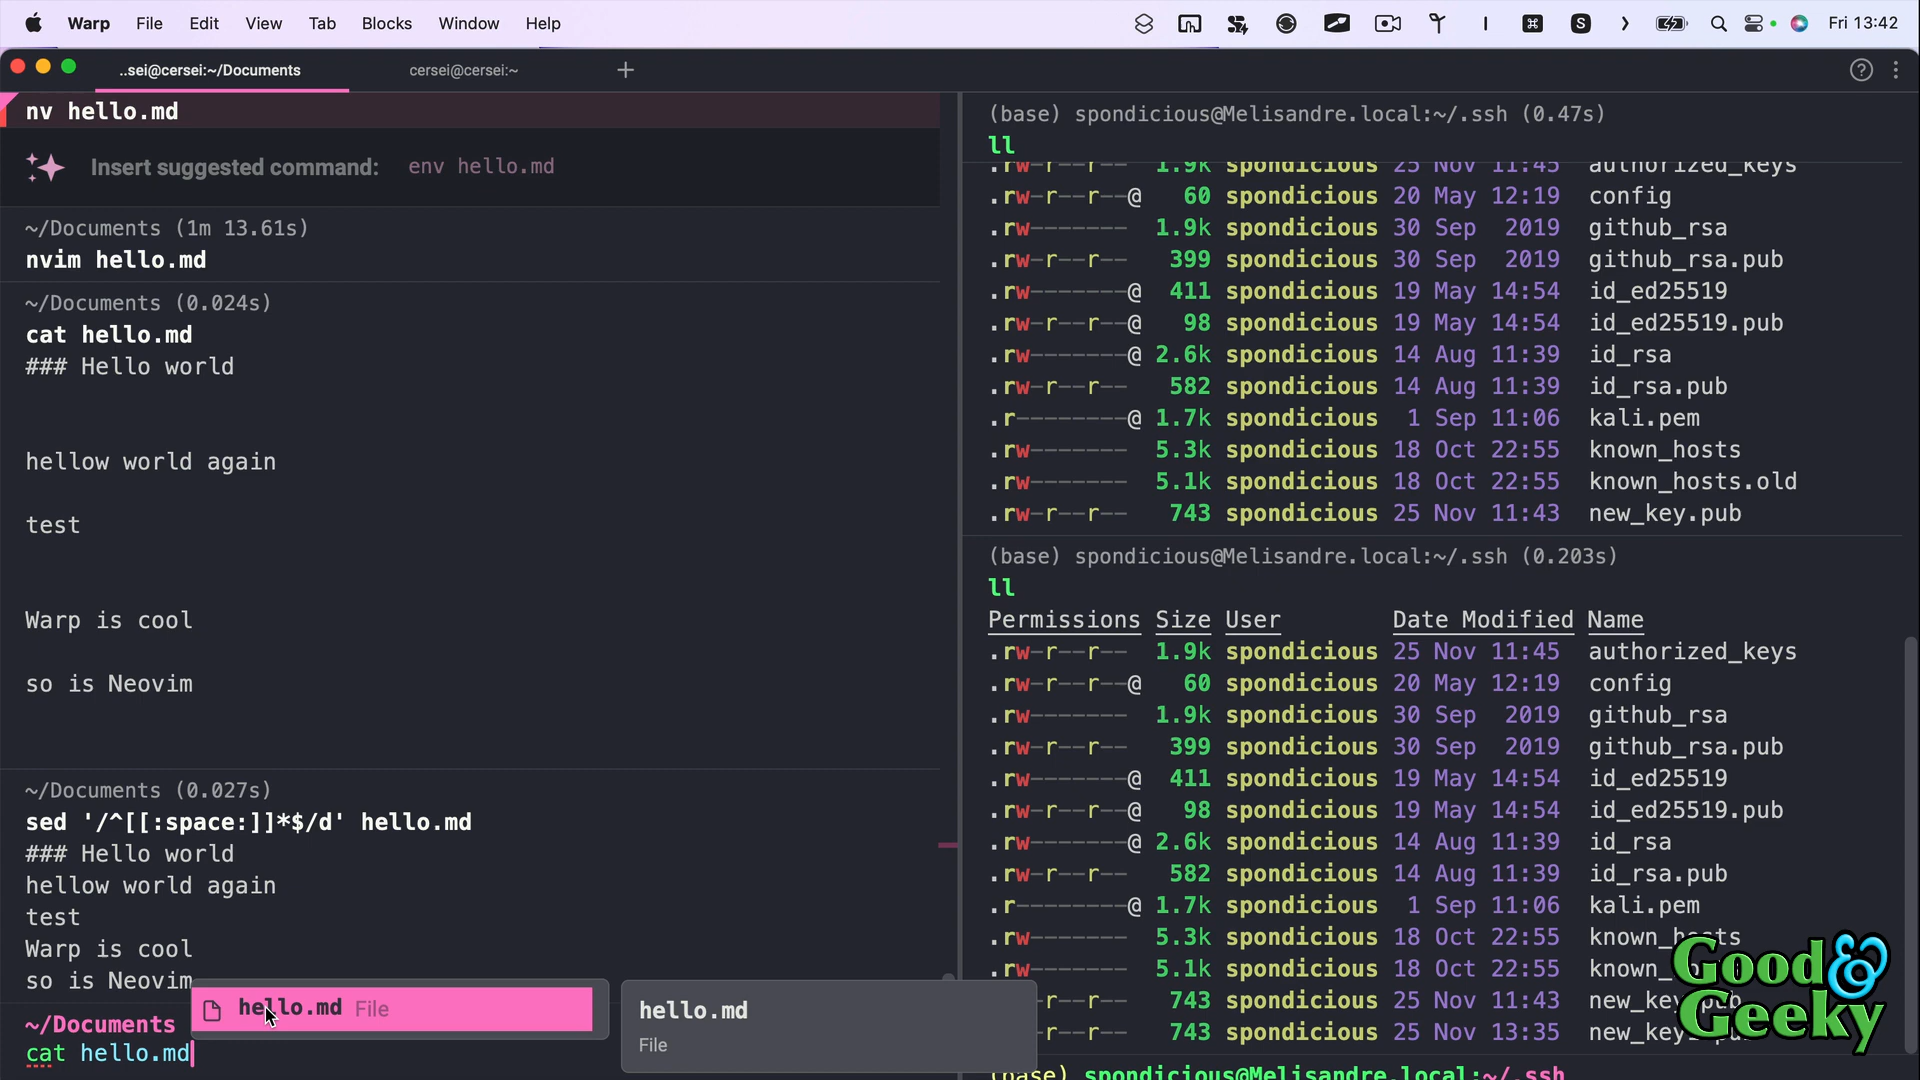 Warp File Edit View Tab Blocks Window Help
Fri 13:42
..sei@cersei:~/Documents
cersei@cersei:~
nv hello.md
Insert suggested command: env hello.md
~/Documents (1m 13.61s)
nvim hello.md
~/Documents (0.024s)
cat hello.md
### Hello world
hellow world again
test
Warp is cool
so is Neovim
~/Documents (0.027s)
sed '/^[[:space:]]*$/d' hello.md
### Hello world
hellow world again
test
Warp is cool
so is Neovim
hello.md File
hello.md
File
~/Documents
cat hello.md
(base) spondicious@Melisandre.local:~/.ssh (0.47s)
ll
.rw-r--r-- 1.9k spondicious 25 Nov 11:45 authorized_keys
.rw-r--r--@ 60 spondicious 20 May 12:19 config
.rw------- 1.9k spondicious 30 Sep 2019 github_rsa
.rw-r--r-- 399 spondicious 30 Sep 2019 github_rsa.pub
.rw-------@ 411 spondicious 19 May 14:54 id_ed25519
.rw-r--r--@ 98 spondicious 19 May 14:54 id_ed25519.pub
.rw-------@ 2.6k spondicious 14 Aug 11:39 id_rsa
.rw-r--r-- 582 spondicious 14 Aug 11:39 id_rsa.pub
.r--------@ 1.7k spondicious 1 Sep 11:06 kali.pem
.rw------- 5.3k spondicious 18 Oct 22:55 known_hosts
.rw------- 5.1k spondicious 18 Oct 22:55 known_hosts.old
.rw-r--r-- 743 spondicious 25 Nov 11:43 new_key.pub
(base) spondicious@Melisandre.local:~/.ssh (0.203s)
ll
Permissions Size User Date Modified Name
.rw-r--r-- 1.9k spondicious 25 Nov 11:45 authorized_keys
.rw-r--r--@ 60 spondicious 20 May 12:19 config
.rw------- 1.9k spondicious 30 Sep 2019 github_rsa
.rw-r--r-- 399 spondicious 30 Sep 2019 github_rsa.pub
.rw-------@ 411 spondicious 19 May 14:54 id_ed25519
.rw-r--r--@ 98 spondicious 19 May 14:54 id_ed25519.pub
.rw-------@ 2.6k spondicious 14 Aug 11:39 id_rsa
.rw-r--r-- 582 spondicious 14 Aug 11:39 id_rsa.pub
.r--------@ 1.7k spondicious 1 Sep 11:06 kali.pem
.rw------- 5.3k spondicious 18 Oct 22:55 known_hosts
.rw------- 5.1k spondicious 18 Oct 22:55
.rw-r--r-- 743 spondicious 25 Nov 11:43
743 spondicious 25 Nov 13:35
(base) spondicious@Melisandre.local:~/.ssh
Good &
Geeky